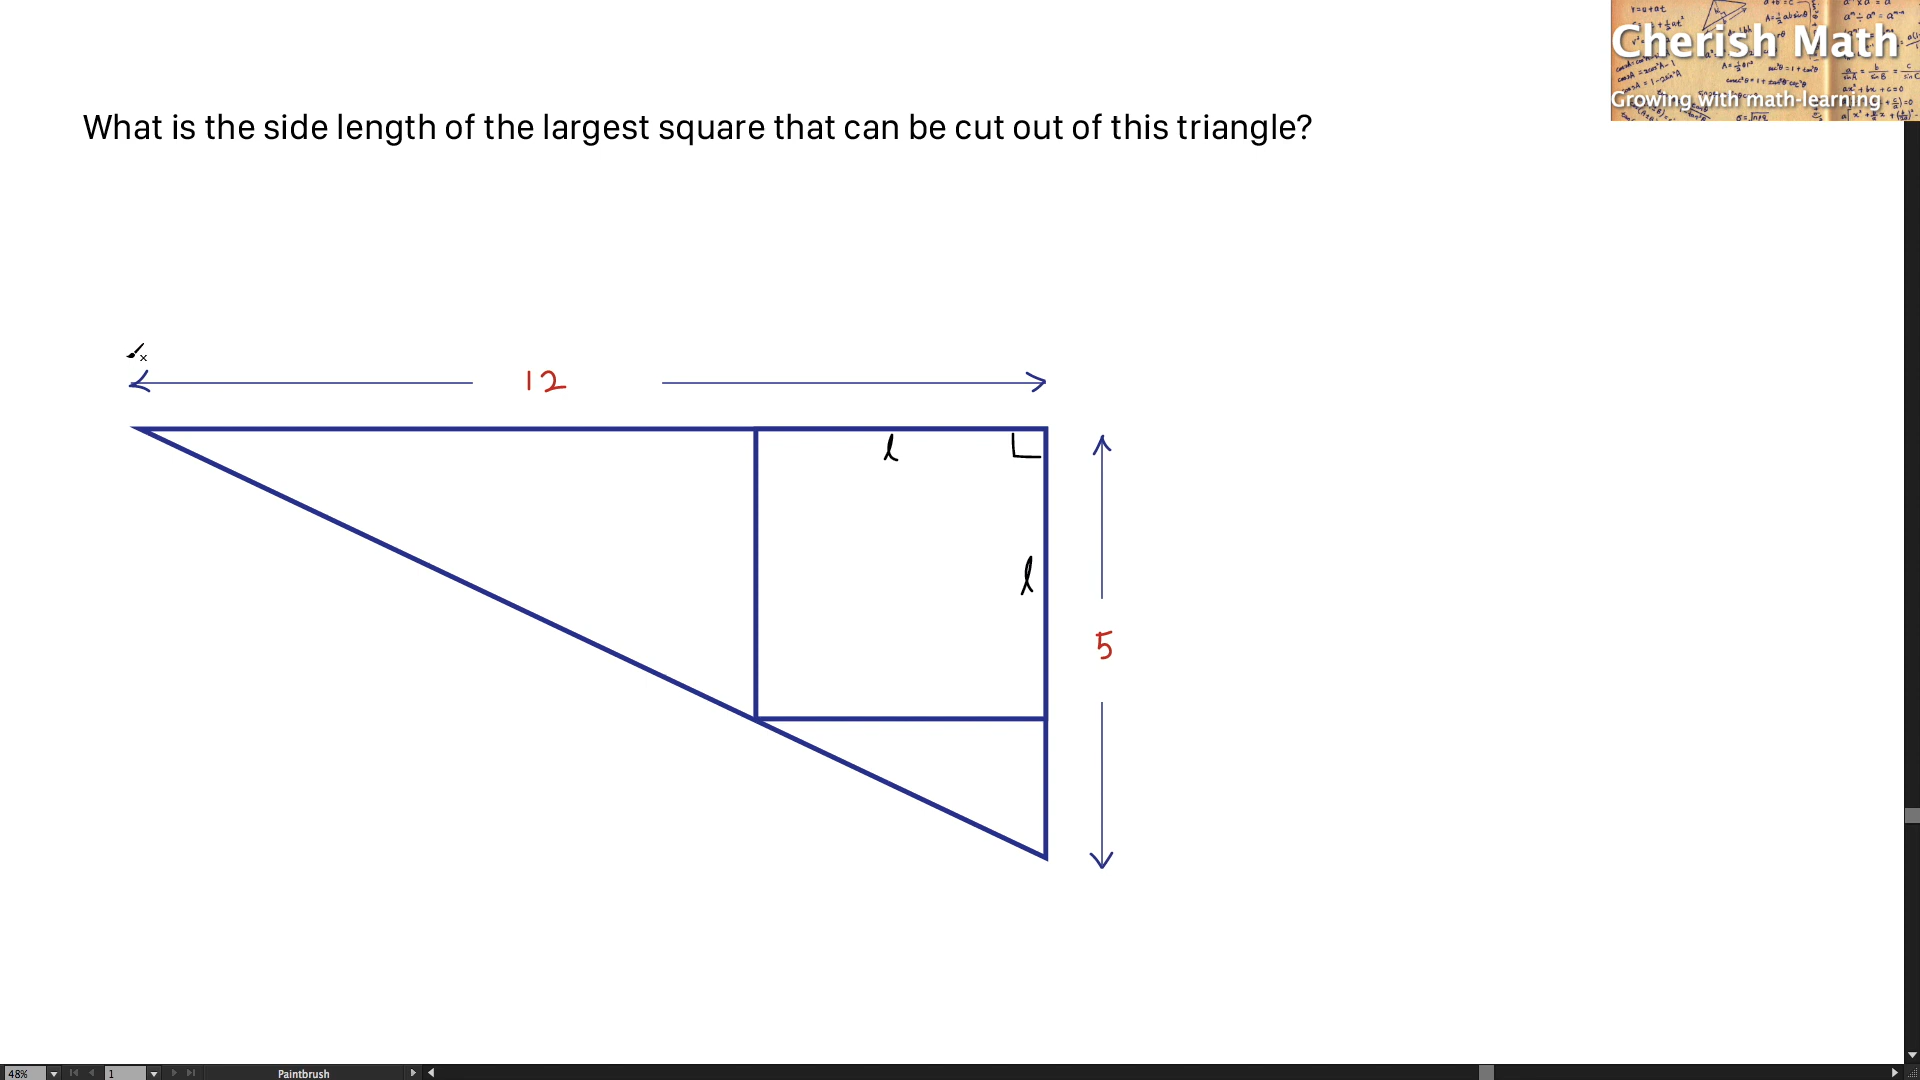 Cherish Math
Growing with math-learning
What is the side length of the largest square that can be cut out of this triangle?
12
l
l
5
48%
1
Paintbrush